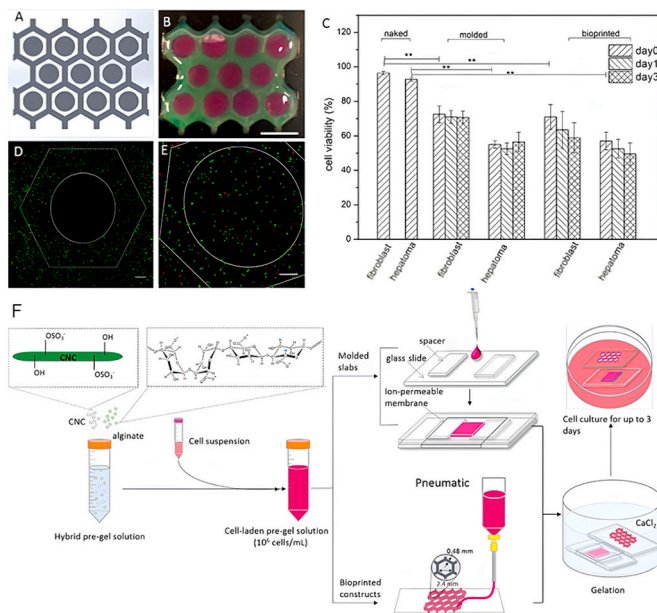 A
B
C
naked
molded
bioprinted
**
**
**
**
day0
day1
day3
120
100
80
60
40
20
0
cell viability (%)
fibroblast
hepatoma
fibroblast
hepatoma
fibroblast
hepatoma
D
E
F
OSO₃⁻
OH
CNC
OH
OSO₃⁻
CNC
alginate
Cell suspension
Hybrid pre-gel solution
Cell-laden pre-gel solution
(10⁶ cells/mL)
Molded
slabs
spacer
glass slide
Ion-permeable
membrane
Pneumatic
0.48 mm
2.4 mm
Bioprinted
constructs
Cell culture for up to 3
days
CaCl₂
Gelation